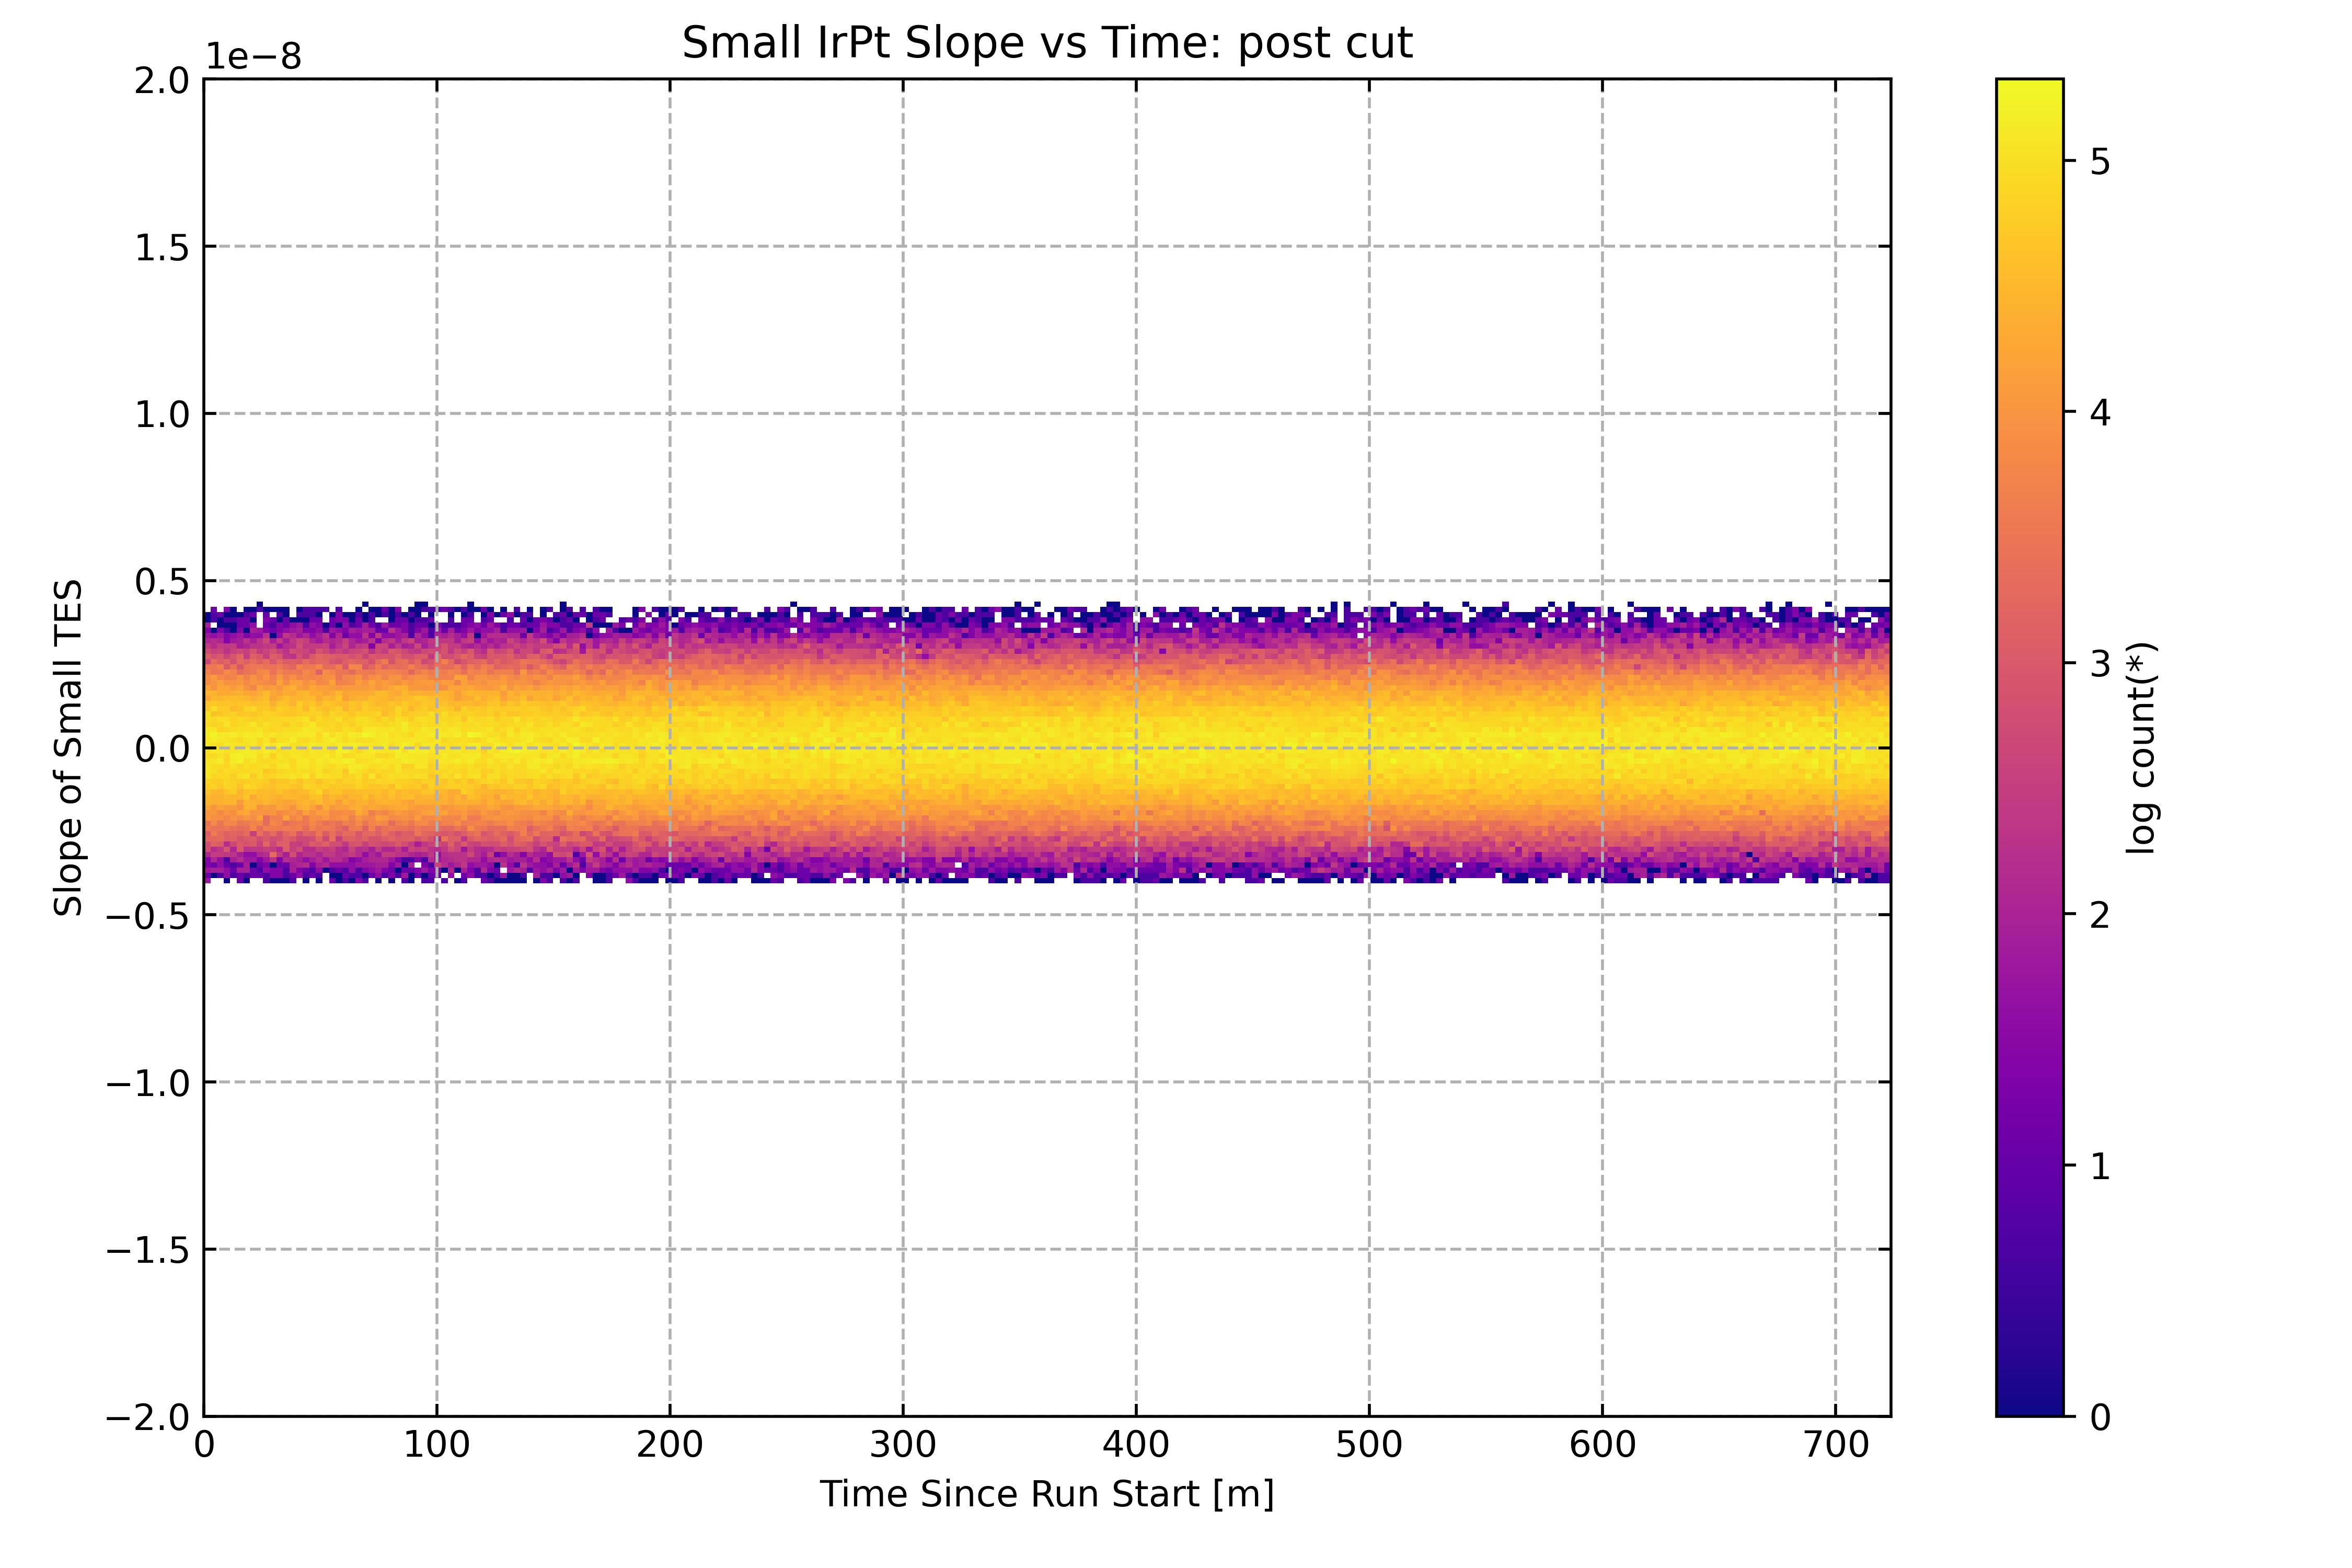 Small IrPt Slope vs Time: post cut
1e−8
2.0
1.5
1.0
0.5
0.0
−0.5
−1.0
−1.5
−2.0
Slope of Small TES
0 100 200 300 400 500 600 700
Time Since Run Start [m]
5
4
3
2
1
0
log count(*)